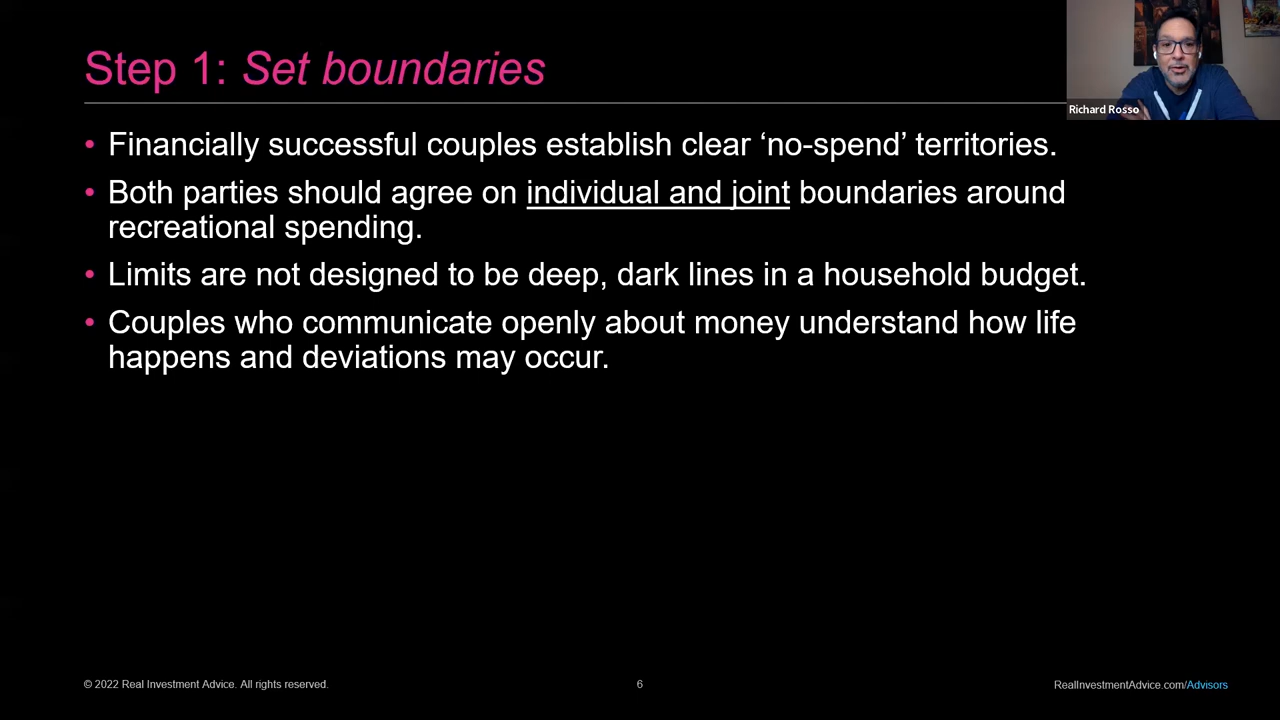 Step 1: Set boundaries
Richard Rosso
• Financially successful couples establish clear ‘no-spend’ territories.
• Both parties should agree on individual and joint boundaries around
recreational spending.
• Limits are not designed to be deep, dark lines in a household budget.
• Couples who communicate openly about money understand how life
happens and deviations may occur.
© 2022 Real Investment Advice. All rights reserved.
6
RealInvestmentAdvice.com/Advisors